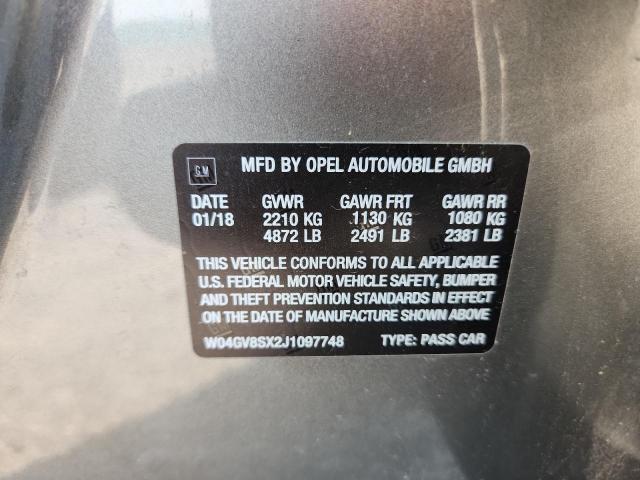 GM
MFD BY OPEL AUTOMOBILE GMBH
DATE GVWR GAWR FRT GAWR RR
01/18 2210 KG 1130 KG 1080 KG
4872 LB 2491 LB 2381 LB
THIS VEHICLE CONFORMS TO ALL APPLICABLE
U.S. FEDERAL MOTOR VEHICLE SAFETY, BUMPER
AND THEFT PREVENTION STANDARDS IN EFFECT
ON THE DATE OF MANUFACTURE SHOWN ABOVE
W04GV8SX2J1097748 TYPE: PASS CAR